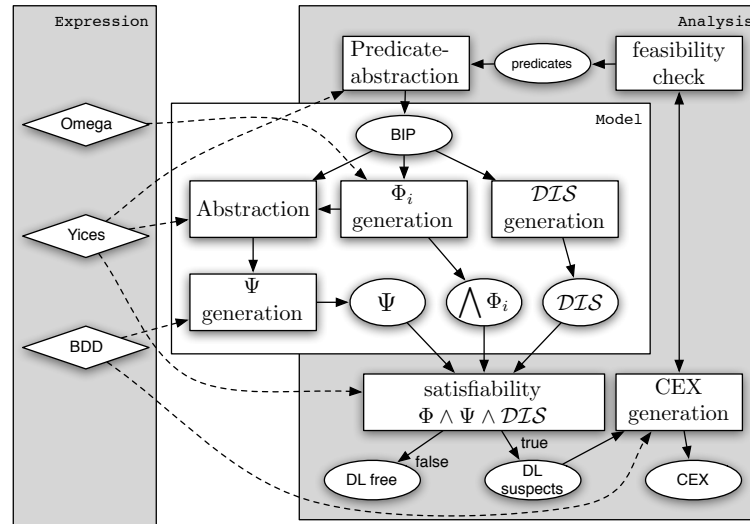 Expression
Analysis
Predicate-
abstraction
predicates
feasibility
check
Omega
Model
BIP
Abstraction
Φᵢ
generation
𝒟ℐ𝒮
generation
Yices
Ψ
generation
Ψ
⋀ Φᵢ
𝒟ℐ𝒮
BDD
satisfiability
Φ ∧ Ψ ∧ 𝒟ℐ𝒮
CEX
generation
false
true
DL free
DL
suspects
CEX